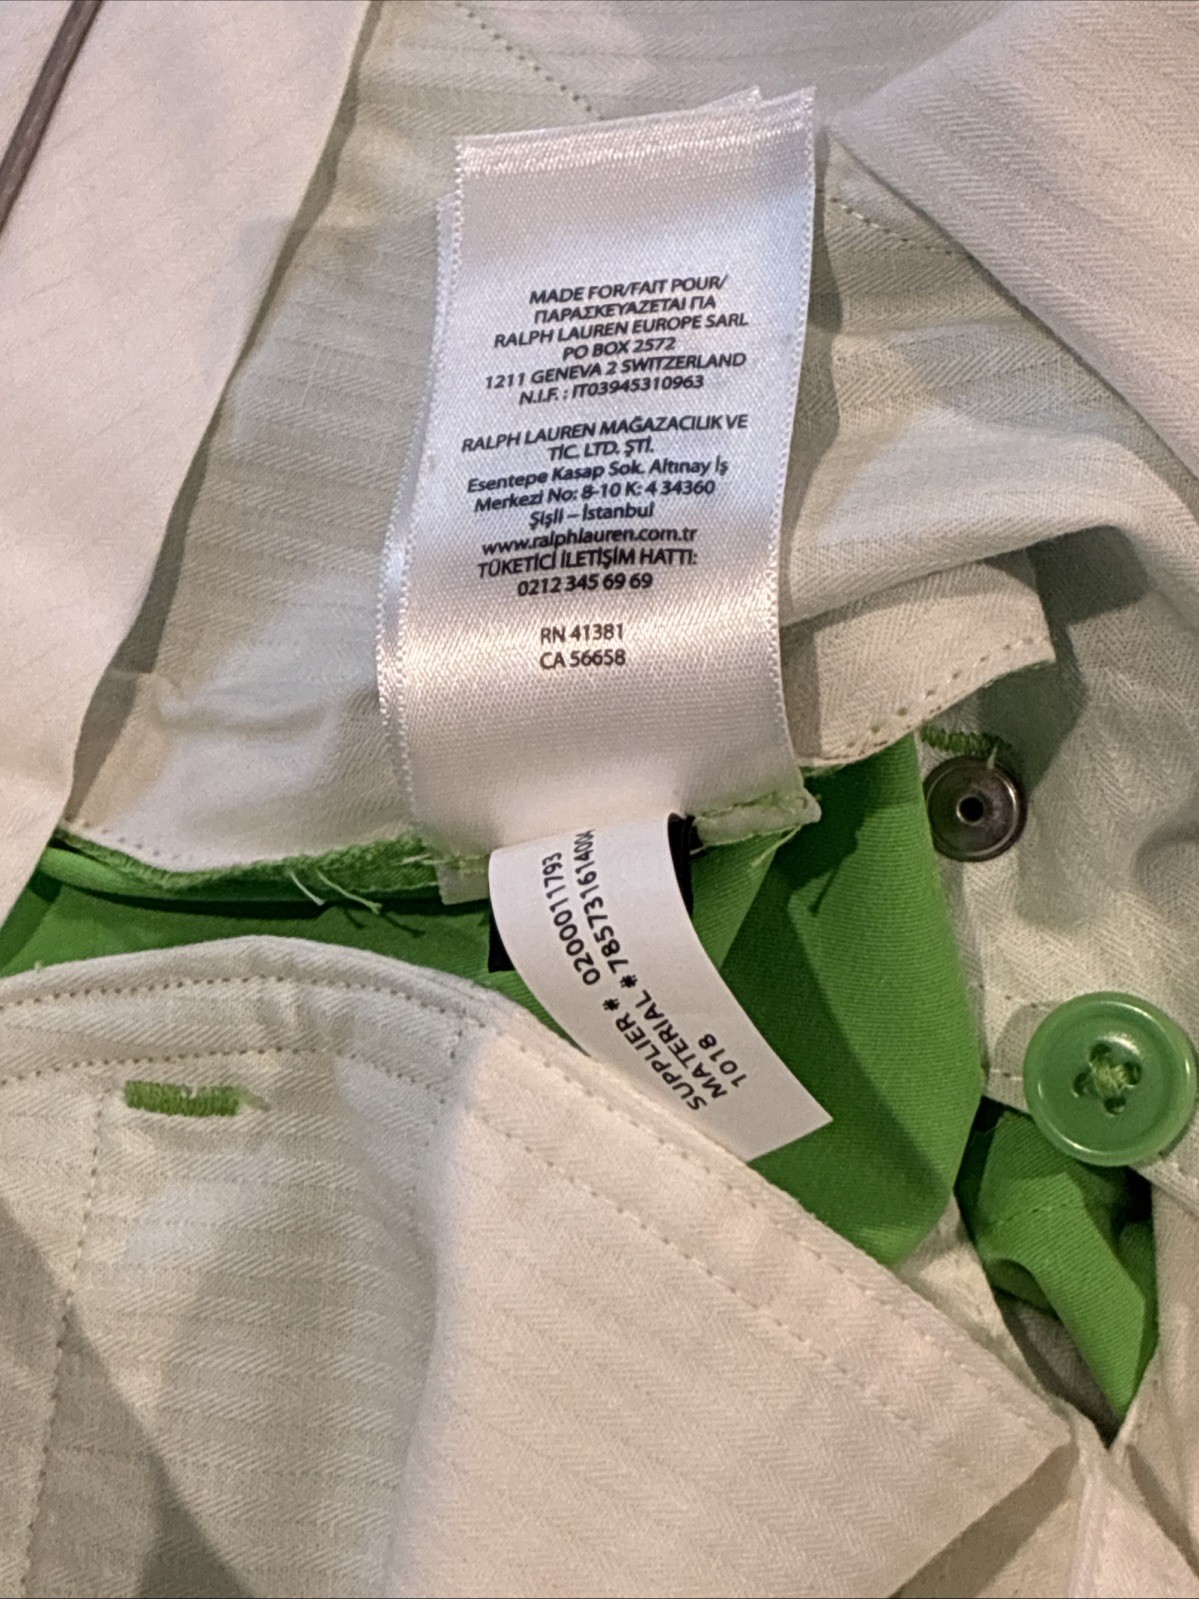 MADE FOR/FAIT POUR/
ΠΑΡΑΣΚΕΥΑΖΕΤΑΙ ΓΙΑ
RALPH LAUREN EUROPE SARL
PO BOX 2572
1211 GENEVA 2 SWITZERLAND
N.I.F. : IT03945310963
RALPH LAUREN MAĞAZACILIK VE
TİC. LTD. ŞTİ.
Esentepe Kasap Sok. Altınay İş
Merkezi No: 8-10 K: 4 34360
Şişli – İstanbul
www.ralphlauren.com.tr
TÜKETİCİ İLETİŞİM HATTI:
0212 345 69 69
RN 41381
CA 56658
SUPPLIER # 0200011793
MATERIAL #
1018